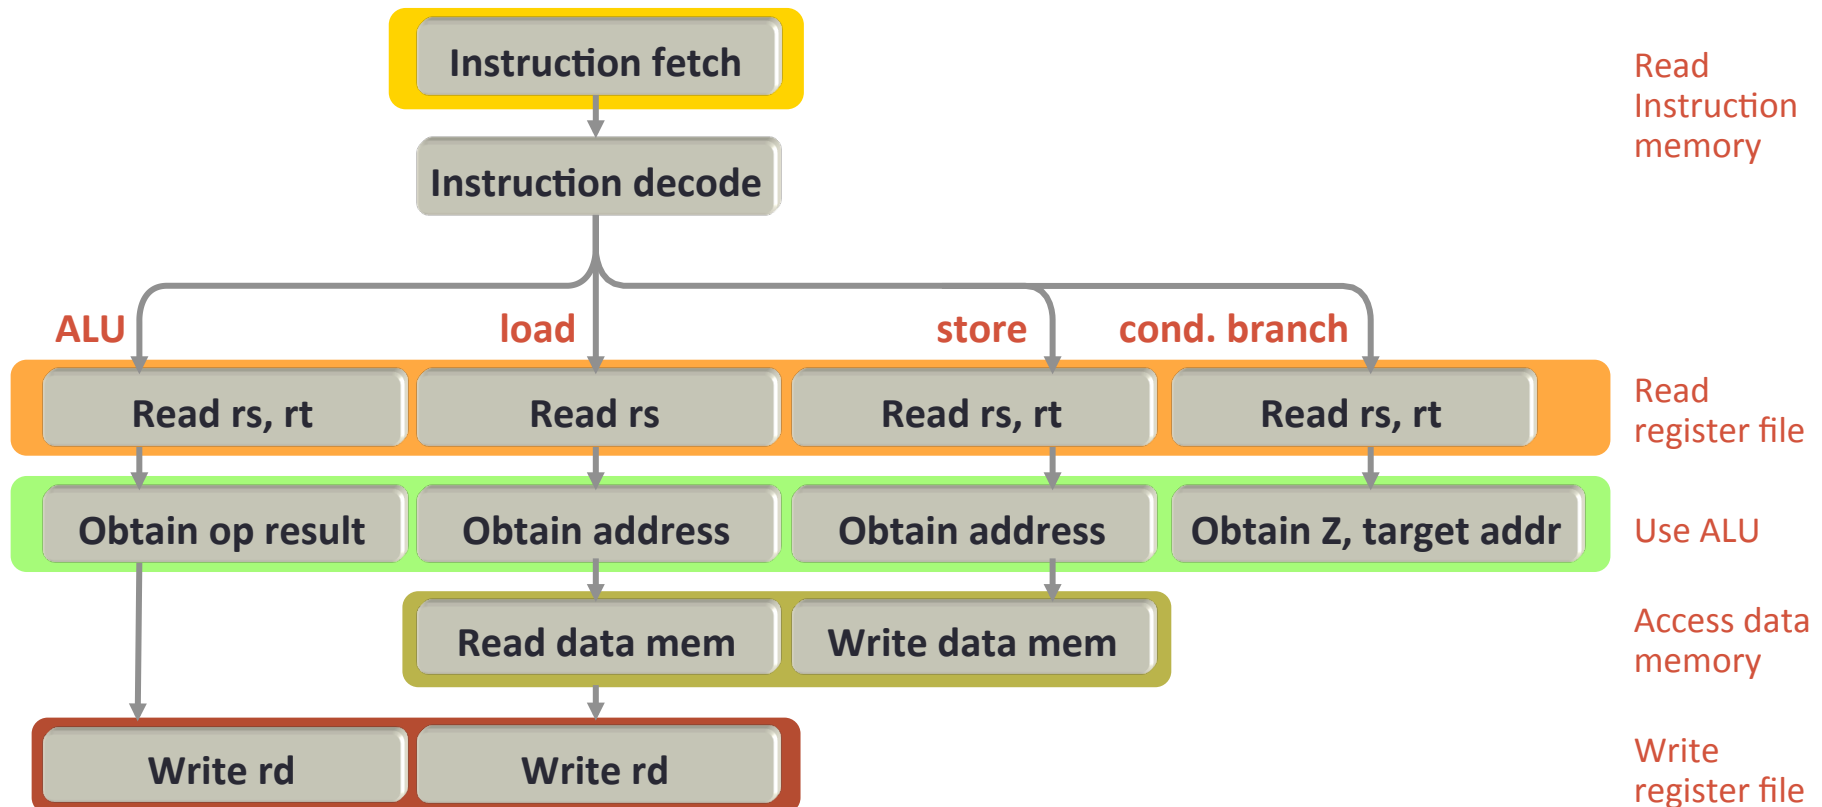 Instruction fetch
Read
Instruction
memory
Instruction decode
ALU
load
store
cond. branch
Read rs, rt
Read rs
Read rs, rt
Read rs, rt
Read
register file
Obtain op result
Obtain address
Obtain address
Obtain Z, target addr
Use ALU
Read data mem
Write data mem
Access data
memory
Write rd
Write rd
Write
register file